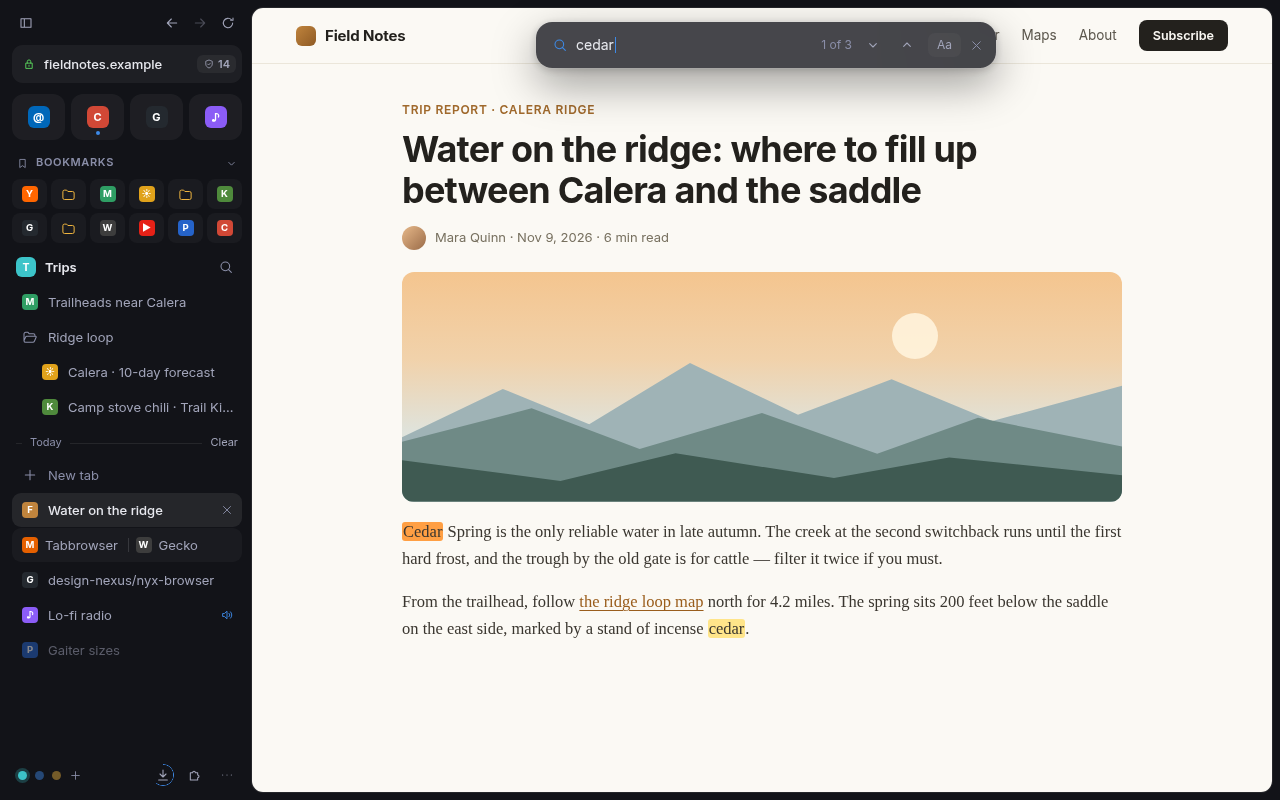 fieldnotes.example
14
BOOKMARKS
Trips
Trailheads near Calera
Ridge loop
Calera · 10-day forecast
Camp stove chili · Trail Ki...
Today
Clear
New tab
Water on the ridge
Tabbrowser
Gecko
design-nexus/nyx-browser
Lo-fi radio
Gaiter sizes
Field Notes
cedar
1 of 3
Aa
Maps
About
Subscribe
TRIP REPORT · CALERA RIDGE
Water on the ridge: where to fill up
between Calera and the saddle
Mara Quinn · Nov 9, 2026 · 6 min read
Cedar Spring is the only reliable water in late autumn. The creek at the second switchback runs until the first
hard frost, and the trough by the old gate is for cattle — filter it twice if you must.
From the trailhead, follow the ridge loop map north for 4.2 miles. The spring sits 200 feet below the saddle
on the east side, marked by a stand of incense cedar.